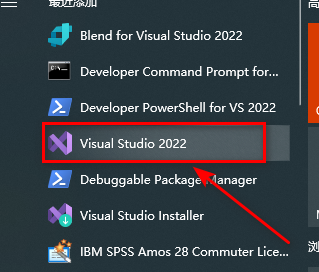 最近添加
Blend for Visual Studio 2022
Developer Command Prompt for...
Developer PowerShell for VS 2022
Visual Studio 2022
Debuggable Package Manager
Visual Studio Installer
IBM SPSS Amos 28 Commuter Lice...